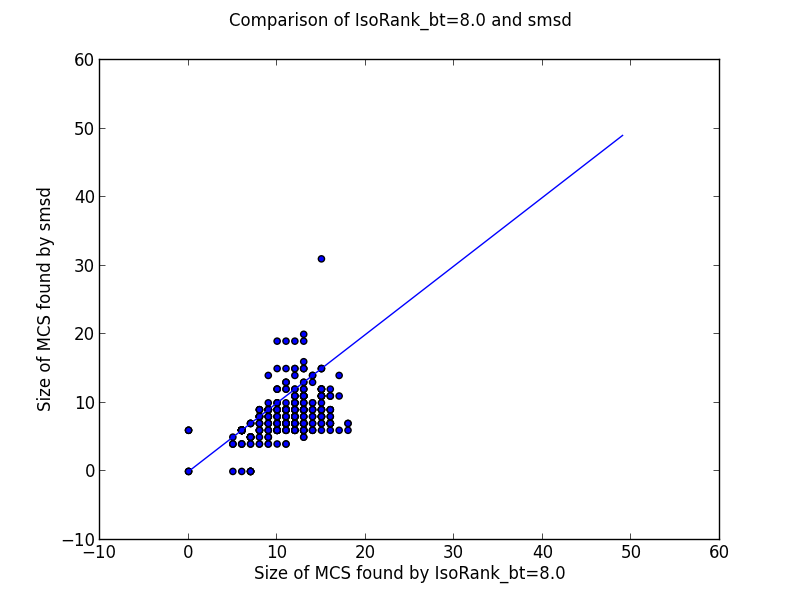 Comparison of IsoRank_bt=8.0 and smsd
60
50
40
30
20
10
0
−10
Size of MCS found by smsd
−10 0 10 20 30 40 50 60
Size of MCS found by IsoRank_bt=8.0